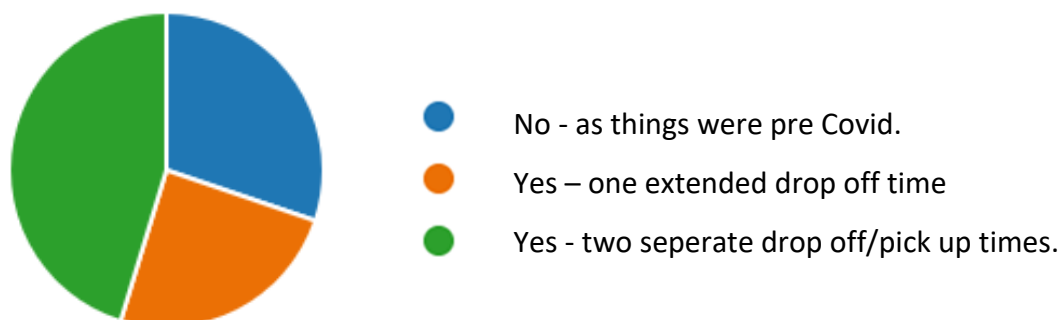 No - as things were pre Covid.
Yes – one extended drop off time
Yes - two seperate drop off/pick up times.